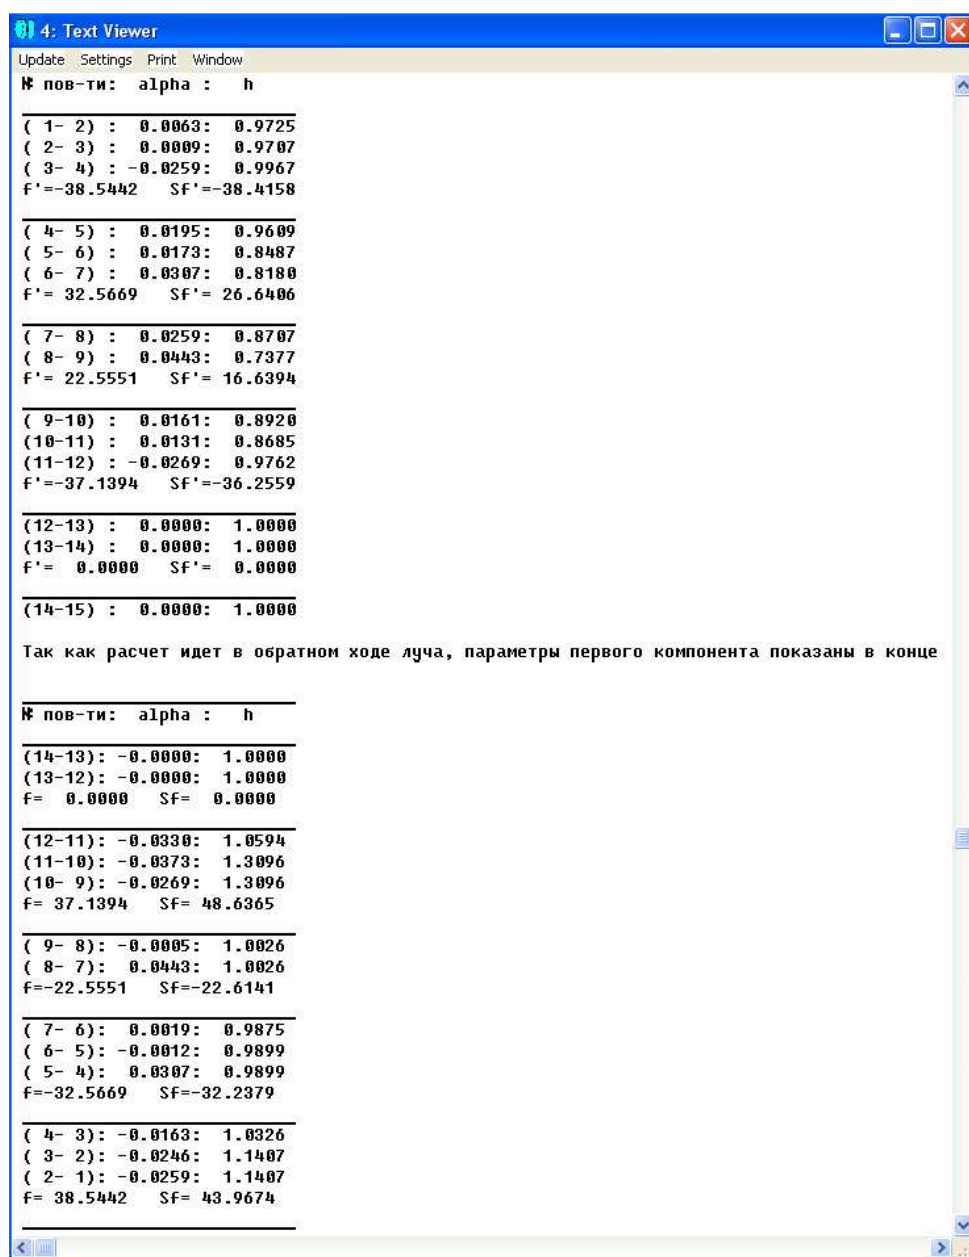 4: Text Viewer
Update Settings Print Window
№ пов-ти: alpha : h
( 1- 2) : 0.0063: 0.9725
( 2- 3) : 0.0009: 0.9707
( 3- 4) : -0.0259: 0.9967
f'=-38.5442 Sf'=-38.4158
( 4- 5) : 0.0195: 0.9609
( 5- 6) : 0.0173: 0.8487
( 6- 7) : 0.0307: 0.8180
f'= 32.5669 Sf'= 26.6406
( 7- 8) : 0.0259: 0.8707
( 8- 9) : 0.0443: 0.7377
f'= 22.5551 Sf'= 16.6394
( 9-10) : 0.0161: 0.8920
(10-11) : 0.0131: 0.8685
(11-12) : -0.0269: 0.9762
f'=-37.1394 Sf'=-36.2559
(12-13) : 0.0000: 1.0000
(13-14) : 0.0000: 1.0000
f'= 0.0000 Sf'= 0.0000
(14-15) : 0.0000: 1.0000
Так как расчет идет в обратном ходе луча, параметры первого компонента показаны в конце
№ пов-ти: alpha : h
(14-13): -0.0000: 1.0000
(13-12): -0.0000: 1.0000
f= 0.0000 Sf= 0.0000
(12-11): -0.0330: 1.0594
(11-10): -0.0373: 1.3096
(10- 9): -0.0269: 1.3096
f= 37.1394 Sf= 48.6365
( 9- 8): -0.0005: 1.0026
( 8- 7): 0.0443: 1.0026
f=-22.5551 Sf=-22.6141
( 7- 6): 0.0019: 0.9875
( 6- 5): -0.0012: 0.9899
( 5- 4): 0.0307: 0.9899
f=-32.5669 Sf=-32.2379
( 4- 3): -0.0163: 1.0326
( 3- 2): -0.0246: 1.1407
( 2- 1): -0.0259: 1.1407
f= 38.5442 Sf= 43.9674